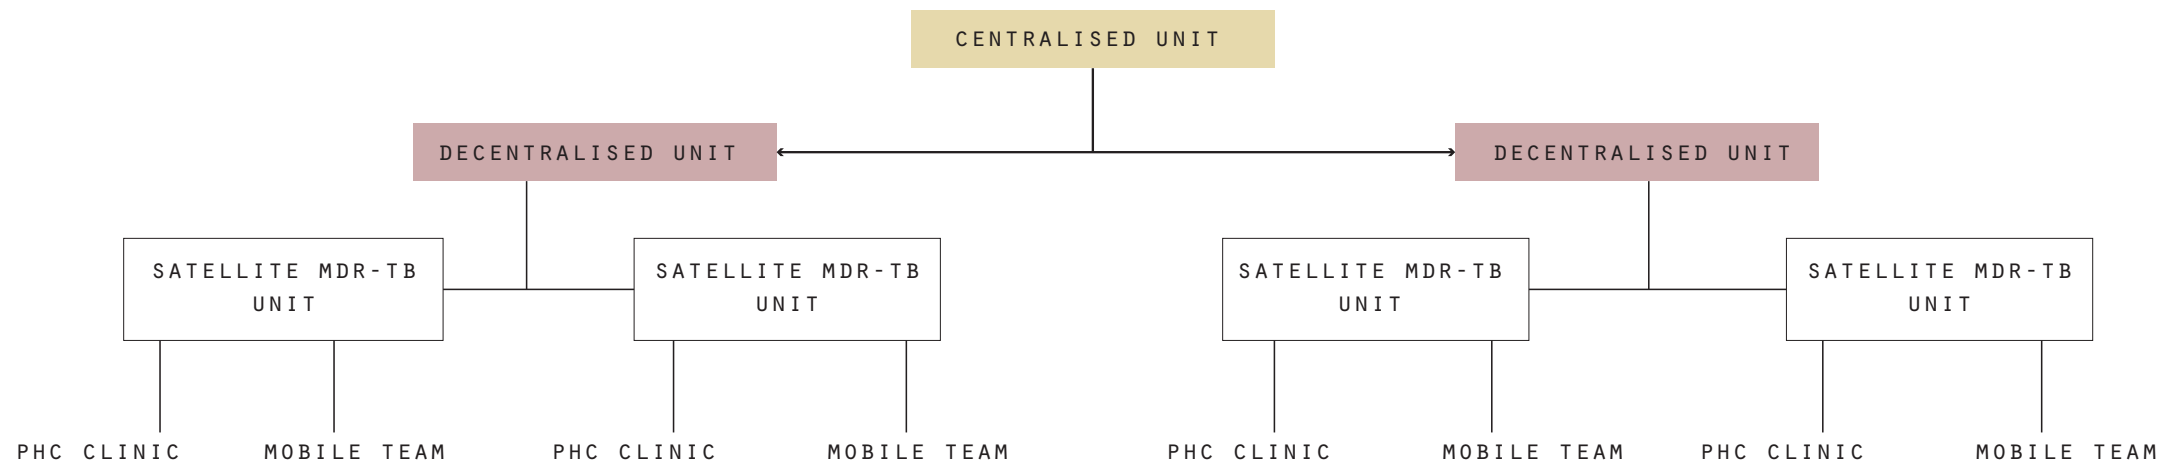 CENTRALISED UNIT
DECENTRALISED UNIT
DECENTRALISED UNIT
SATELLITE MDR-TB
UNIT
SATELLITE MDR-TB
UNIT
SATELLITE MDR-TB
UNIT
SATELLITE MDR-TB
UNIT
PHC CLINIC
MOBILE TEAM
PHC CLINIC
MOBILE TEAM
PHC CLINIC
MOBILE TEAM
PHC CLINIC
MOBILE TEAM